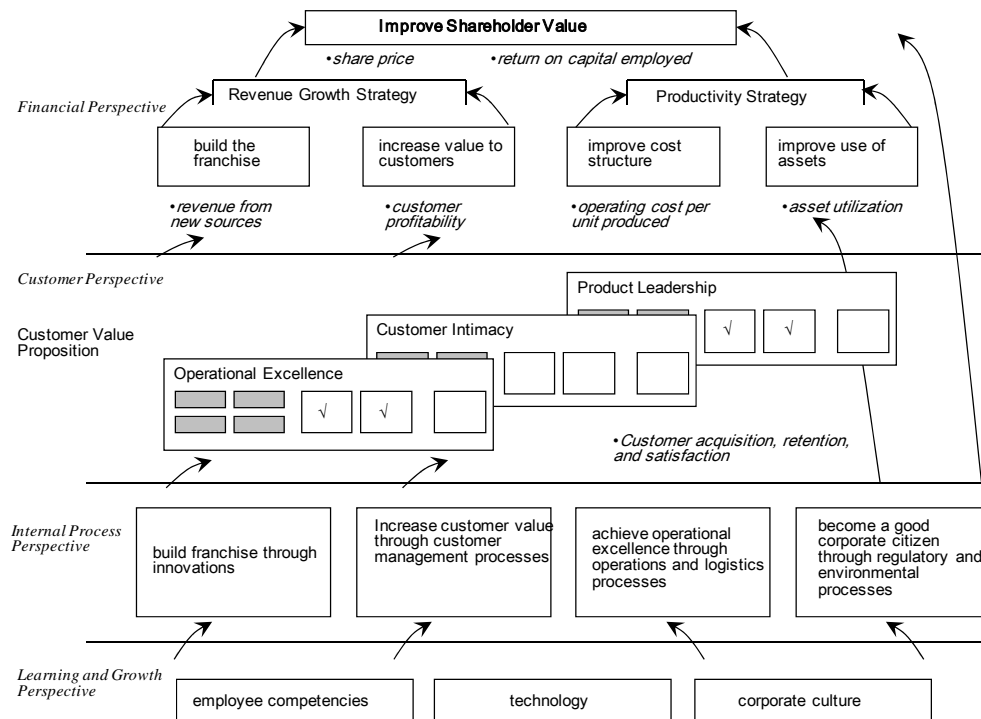 Improve Shareholder Value
•share price
•return on capital employed
Financial Perspective
Revenue Growth Strategy
Productivity Strategy
build the
franchise
increase value to
customers
improve cost
structure
improve use of
assets
•revenue from
new sources
•customer
profitability
•operating cost per
unit produced
•asset utilization
Customer Perspective
Customer Value
Proposition
Product Leadership
√ √
Customer Intimacy
Operational Excellence
√ √
•Customer acquisition, retention,
and satisfaction
Internal Process
Perspective
build franchise through
innovations
Increase customer value
through customer
management processes
achieve operational
excellence through
operations and logistics
processes
become a good
corporate citizen
through regulatory and
environmental
processes
Learning and Growth
Perspective
employee competencies
technology
corporate culture